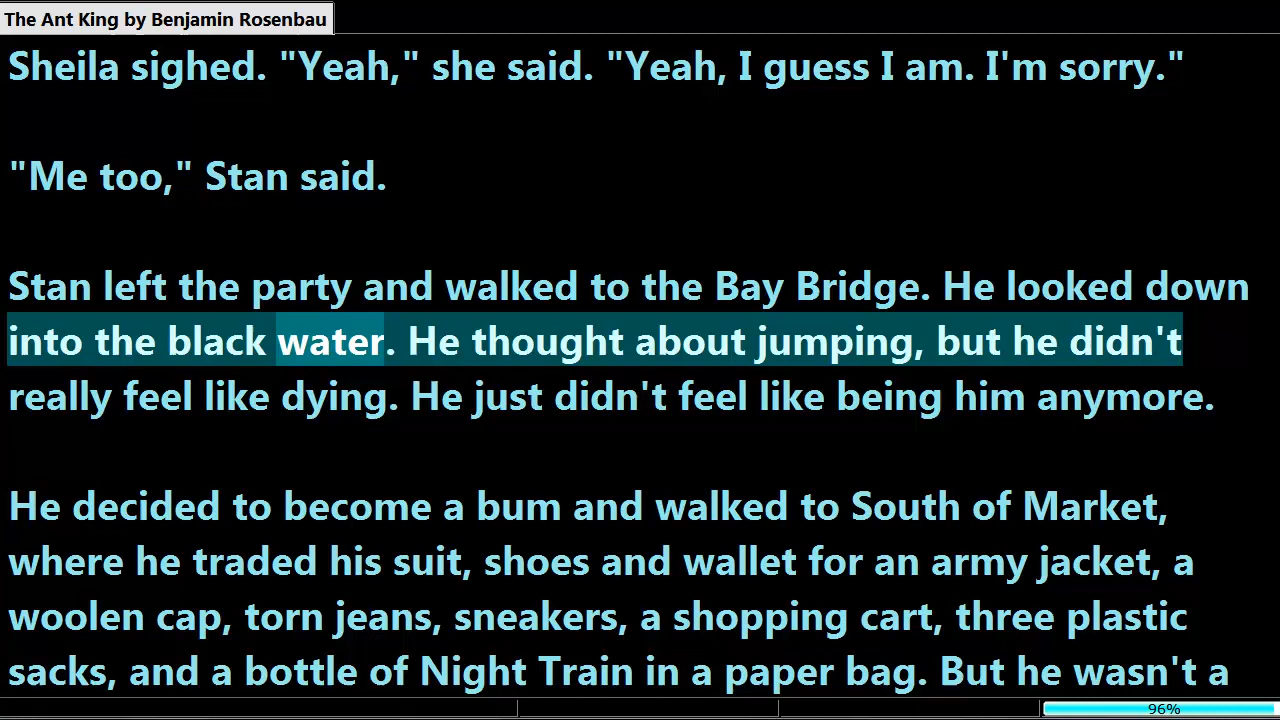 The Ant King by Benjamin Rosenbau
Sheila sighed. "Yeah," she said. "Yeah, I guess I am. I'm sorry."
"Me too," Stan said.
Stan left the party and walked to the Bay Bridge. He looked down
into the black water. He thought about jumping, but he didn't
really feel like dying. He just didn't feel like being him anymore.
He decided to become a bum and walked to South of Market,
where he traded his suit, shoes and wallet for an army jacket, a
woolen cap, torn jeans, sneakers, a shopping cart, three plastic
sacks, and a bottle of Night Train in a paper bag. But he wasn't a
96%